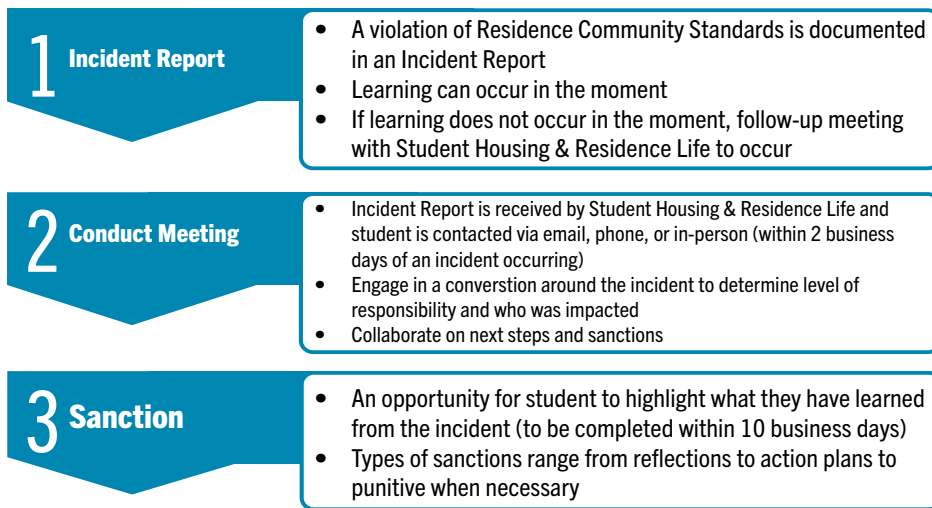 1 Incident Report
• A violation of Residence Community Standards is documented
in an Incident Report
• Learning can occur in the moment
• If learning does not occur in the moment, follow-up meeting
with Student Housing & Residence Life to occur
2 Conduct Meeting
• Incident Report is received by Student Housing & Residence Life and
student is contacted via email, phone, or in-person (within 2 business
days of an incident occurring)
• Engage in a converstion around the incident to determine level of
responsibility and who was impacted
• Collaborate on next steps and sanctions
3 Sanction
• An opportunity for student to highlight what they have learned
from the incident (to be completed within 10 business days)
• Types of sanctions range from reflections to action plans to
punitive when necessary